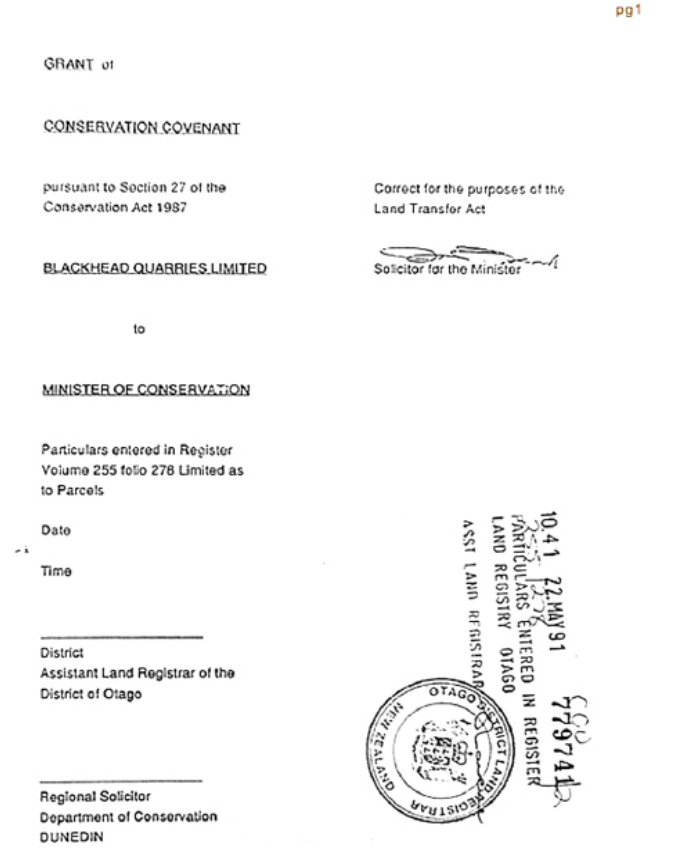 pg1
GRANT of
CONSERVATION COVENANT
pursuant to Section 27 of the
Conservation Act 1987
Correct for the purposes of the
Land Transfer Act
Solicitor for the Minister
BLACKHEAD QUARRIES LIMITED
to
MINISTER OF CONSERVATION
Particulars entered in Register
Volume 255 folio 278 Limited as
to Parcels
Date
Time
District
Assistant Land Registrar of the
District of Otago
Regional Solicitor
Department of Conservation
DUNEDIN
10.41 22.MAY91 779741
255/278
PARTICULARS ENTERED IN REGISTER
LAND REGISTRY OTAGO
ASST LAND REGISTRAR
OTAGO DISTRICT LAND REGISTRAR
NEW ZEALAND